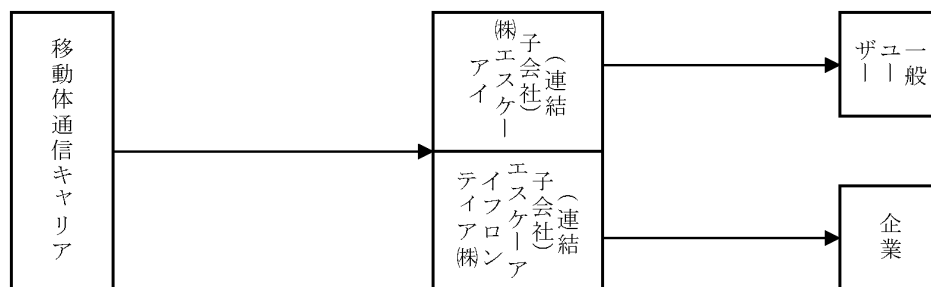 移動体通信キャリア
（連結
子会社）
㈱エスケー
アイ
（連結
子会社）
エスケーア
イフロン
ティア㈱
一般
ユー
ザー
企業